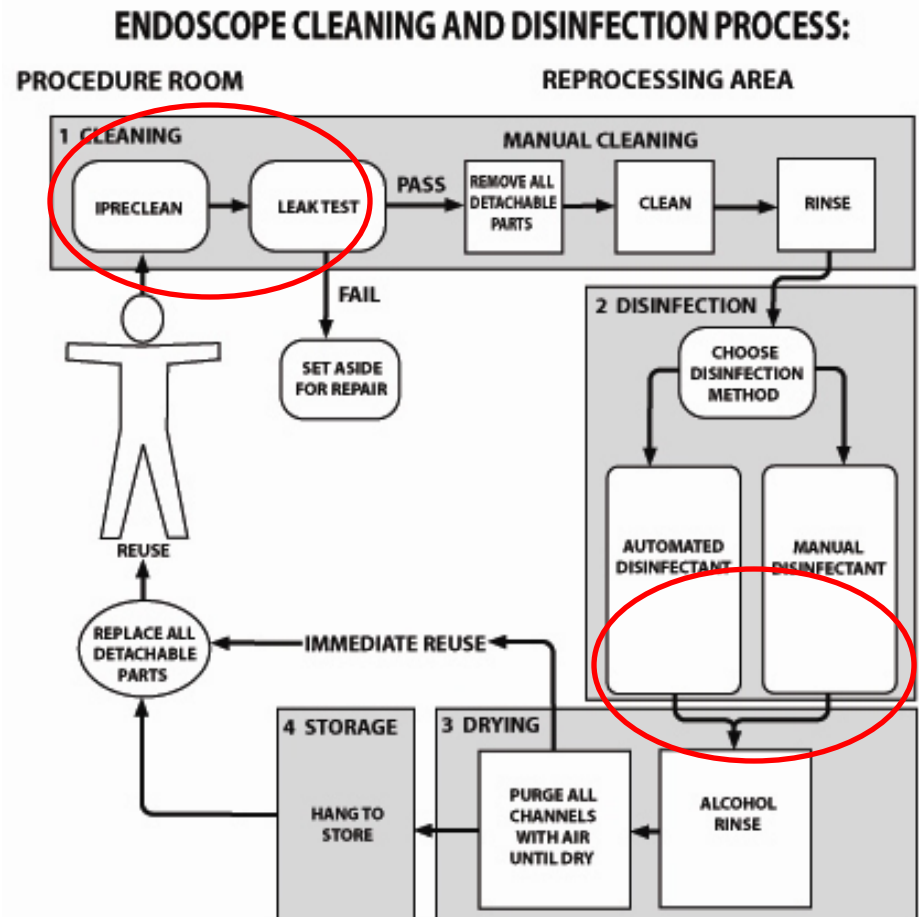 ENDOSCOPE CLEANING AND DISINFECTION PROCESS:
PROCEDURE ROOM
REPROCESSING AREA
1 CLEANING
MANUAL CLEANING
IPRECLEAN
LEAK TEST
PASS
REMOVE ALL
DETACHABLE
PARTS
CLEAN
RINSE
FAIL
SET ASIDE
FOR REPAIR
2 DISINFECTION
CHOOSE
DISINFECTION
METHOD
AUTOMATED
DISINFECTANT
MANUAL
DISINFECTANT
REUSE
REPLACE ALL
DETACHABLE
PARTS
IMMEDIATE REUSE
4 STORAGE
HANG TO
STORE
3 DRYING
PURGE ALL
CHANNELS
WITH AIR
UNTIL DRY
ALCOHOL
RINSE